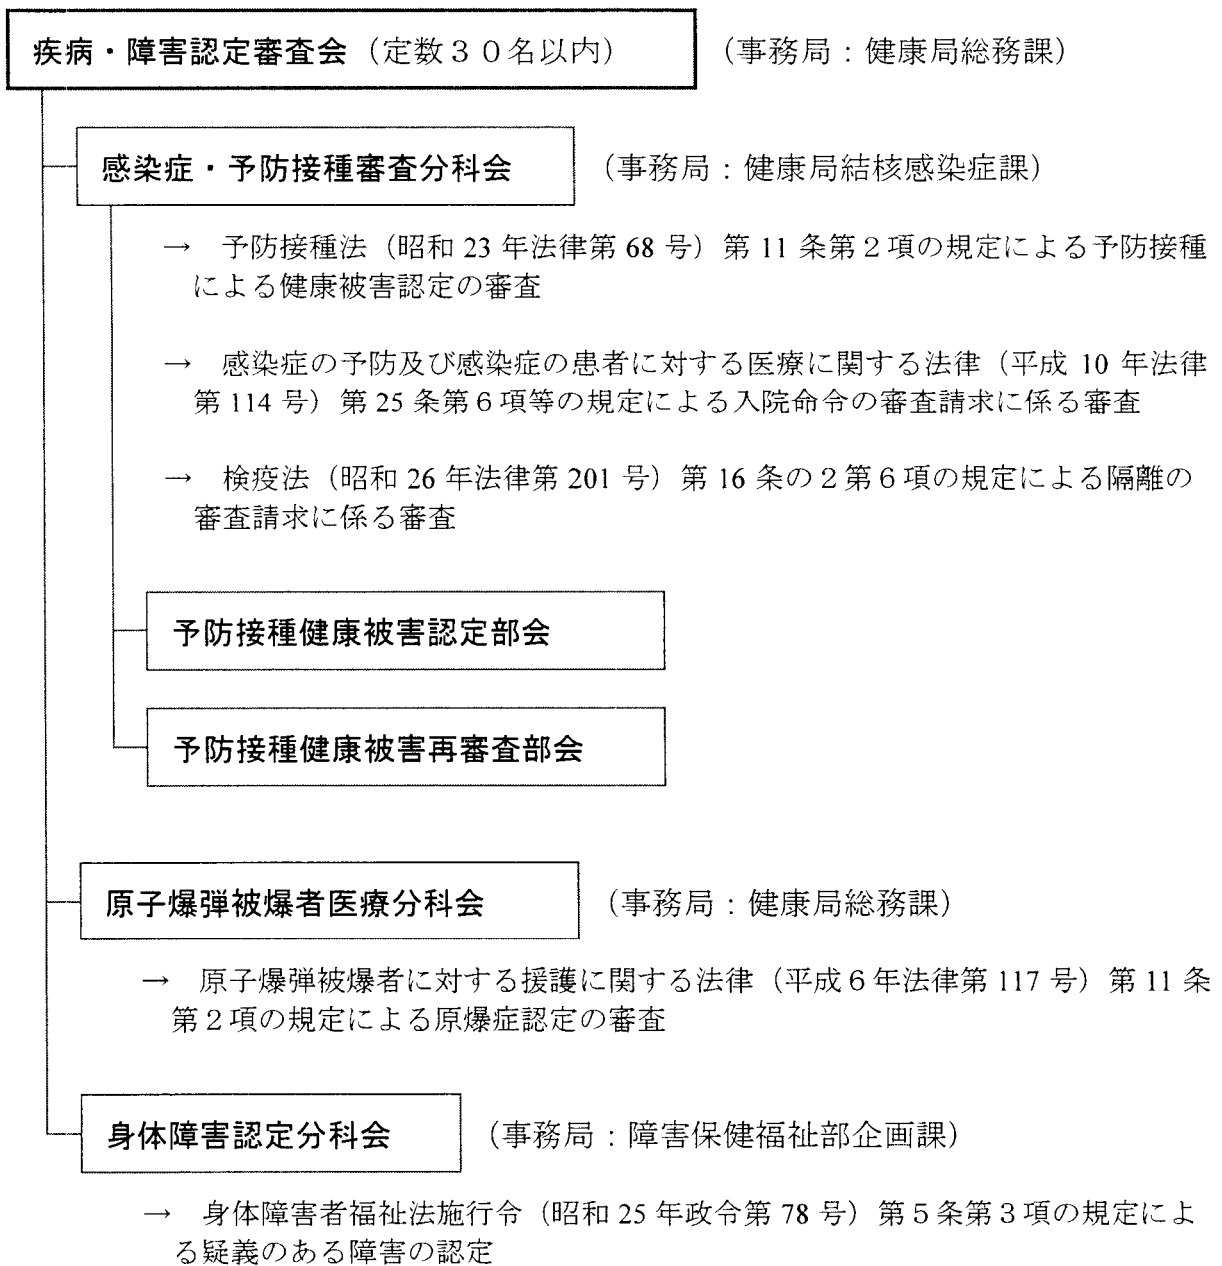 疾病・障害認定審査会（定数３０名以内） （事務局：健康局総務課）
感染症・予防接種審査分科会 （事務局：健康局結核感染症課）
→ 予防接種法（昭和 23 年法律第 68 号）第 11 条第２項の規定による予防接種
による健康被害認定の審査
→ 感染症の予防及び感染症の患者に対する医療に関する法律（平成 10 年法律
第 114 号）第 25 条第６項等の規定による入院命令の審査請求に係る審査
→ 検疫法（昭和 26 年法律第 201 号）第 16 条の２第６項の規定による隔離の
審査請求に係る審査
予防接種健康被害認定部会
予防接種健康被害再審査部会
原子爆弾被爆者医療分科会 （事務局：健康局総務課）
→ 原子爆弾被爆者に対する援護に関する法律（平成６年法律第 117 号）第 11 条
第２項の規定による原爆症認定の審査
身体障害認定分科会 （事務局：障害保健福祉部企画課）
→ 身体障害者福祉法施行令（昭和 25 年政令第 78 号）第５条第３項の規定によ
る疑義のある障害の認定